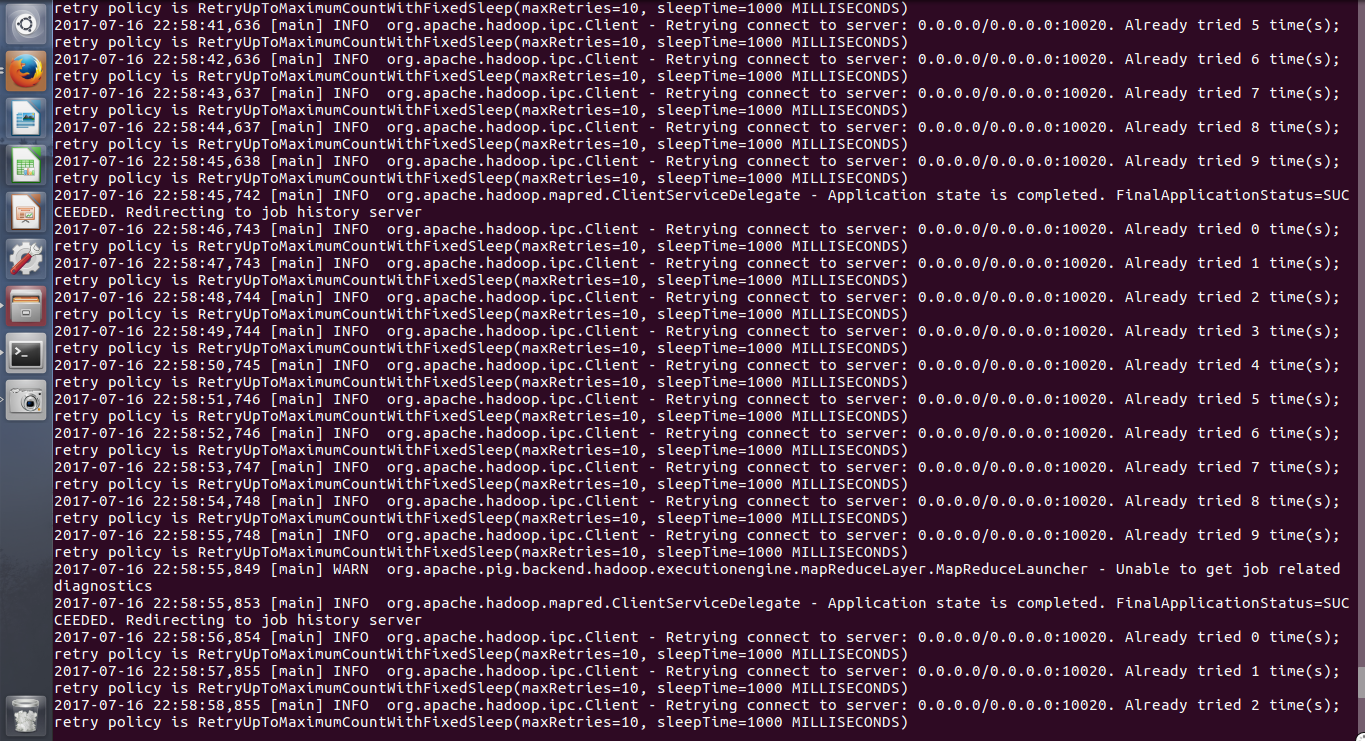 retry policy is RetryUpToMaximumCountWithFixedSleep(maxRetries=10, sleepTime=1000 MILLISECONDS)
2017-07-16 22:58:41,636 [main] INFO  org.apache.hadoop.ipc.Client - Retrying connect to server: 0.0.0.0/0.0.0.0:10020. Already tried 5 time(s);
retry policy is RetryUpToMaximumCountWithFixedSleep(maxRetries=10, sleepTime=1000 MILLISECONDS)
2017-07-16 22:58:42,636 [main] INFO  org.apache.hadoop.ipc.Client - Retrying connect to server: 0.0.0.0/0.0.0.0:10020. Already tried 6 time(s);
retry policy is RetryUpToMaximumCountWithFixedSleep(maxRetries=10, sleepTime=1000 MILLISECONDS)
2017-07-16 22:58:43,637 [main] INFO  org.apache.hadoop.ipc.Client - Retrying connect to server: 0.0.0.0/0.0.0.0:10020. Already tried 7 time(s);
retry policy is RetryUpToMaximumCountWithFixedSleep(maxRetries=10, sleepTime=1000 MILLISECONDS)
2017-07-16 22:58:44,637 [main] INFO  org.apache.hadoop.ipc.Client - Retrying connect to server: 0.0.0.0/0.0.0.0:10020. Already tried 8 time(s);
retry policy is RetryUpToMaximumCountWithFixedSleep(maxRetries=10, sleepTime=1000 MILLISECONDS)
2017-07-16 22:58:45,638 [main] INFO  org.apache.hadoop.ipc.Client - Retrying connect to server: 0.0.0.0/0.0.0.0:10020. Already tried 9 time(s);
retry policy is RetryUpToMaximumCountWithFixedSleep(maxRetries=10, sleepTime=1000 MILLISECONDS)
2017-07-16 22:58:45,742 [main] INFO  org.apache.hadoop.mapred.ClientServiceDelegate - Application state is completed. FinalApplicationStatus=SUC
CEEDED. Redirecting to job history server
2017-07-16 22:58:46,743 [main] INFO  org.apache.hadoop.ipc.Client - Retrying connect to server: 0.0.0.0/0.0.0.0:10020. Already tried 0 time(s);
retry policy is RetryUpToMaximumCountWithFixedSleep(maxRetries=10, sleepTime=1000 MILLISECONDS)
2017-07-16 22:58:47,743 [main] INFO  org.apache.hadoop.ipc.Client - Retrying connect to server: 0.0.0.0/0.0.0.0:10020. Already tried 1 time(s);
retry policy is RetryUpToMaximumCountWithFixedSleep(maxRetries=10, sleepTime=1000 MILLISECONDS)
2017-07-16 22:58:48,744 [main] INFO  org.apache.hadoop.ipc.Client - Retrying connect to server: 0.0.0.0/0.0.0.0:10020. Already tried 2 time(s);
retry policy is RetryUpToMaximumCountWithFixedSleep(maxRetries=10, sleepTime=1000 MILLISECONDS)
2017-07-16 22:58:49,744 [main] INFO  org.apache.hadoop.ipc.Client - Retrying connect to server: 0.0.0.0/0.0.0.0:10020. Already tried 3 time(s);
retry policy is RetryUpToMaximumCountWithFixedSleep(maxRetries=10, sleepTime=1000 MILLISECONDS)
2017-07-16 22:58:50,745 [main] INFO  org.apache.hadoop.ipc.Client - Retrying connect to server: 0.0.0.0/0.0.0.0:10020. Already tried 4 time(s);
retry policy is RetryUpToMaximumCountWithFixedSleep(maxRetries=10, sleepTime=1000 MILLISECONDS)
2017-07-16 22:58:51,746 [main] INFO  org.apache.hadoop.ipc.Client - Retrying connect to server: 0.0.0.0/0.0.0.0:10020. Already tried 5 time(s);
retry policy is RetryUpToMaximumCountWithFixedSleep(maxRetries=10, sleepTime=1000 MILLISECONDS)
2017-07-16 22:58:52,746 [main] INFO  org.apache.hadoop.ipc.Client - Retrying connect to server: 0.0.0.0/0.0.0.0:10020. Already tried 6 time(s);
retry policy is RetryUpToMaximumCountWithFixedSleep(maxRetries=10, sleepTime=1000 MILLISECONDS)
2017-07-16 22:58:53,747 [main] INFO  org.apache.hadoop.ipc.Client - Retrying connect to server: 0.0.0.0/0.0.0.0:10020. Already tried 7 time(s);
retry policy is RetryUpToMaximumCountWithFixedSleep(maxRetries=10, sleepTime=1000 MILLISECONDS)
2017-07-16 22:58:54,748 [main] INFO  org.apache.hadoop.ipc.Client - Retrying connect to server: 0.0.0.0/0.0.0.0:10020. Already tried 8 time(s);
retry policy is RetryUpToMaximumCountWithFixedSleep(maxRetries=10, sleepTime=1000 MILLISECONDS)
2017-07-16 22:58:55,748 [main] INFO  org.apache.hadoop.ipc.Client - Retrying connect to server: 0.0.0.0/0.0.0.0:10020. Already tried 9 time(s);
retry policy is RetryUpToMaximumCountWithFixedSleep(maxRetries=10, sleepTime=1000 MILLISECONDS)
2017-07-16 22:58:55,849 [main] WARN  org.apache.pig.backend.hadoop.executionengine.mapReduceLayer.MapReduceLauncher - Unable to get job related
diagnostics
2017-07-16 22:58:55,853 [main] INFO  org.apache.hadoop.mapred.ClientServiceDelegate - Application state is completed. FinalApplicationStatus=SUC
CEEDED. Redirecting to job history server
2017-07-16 22:58:56,854 [main] INFO  org.apache.hadoop.ipc.Client - Retrying connect to server: 0.0.0.0/0.0.0.0:10020. Already tried 0 time(s);
retry policy is RetryUpToMaximumCountWithFixedSleep(maxRetries=10, sleepTime=1000 MILLISECONDS)
2017-07-16 22:58:57,855 [main] INFO  org.apache.hadoop.ipc.Client - Retrying connect to server: 0.0.0.0/0.0.0.0:10020. Already tried 1 time(s);
retry policy is RetryUpToMaximumCountWithFixedSleep(maxRetries=10, sleepTime=1000 MILLISECONDS)
2017-07-16 22:58:58,855 [main] INFO  org.apache.hadoop.ipc.Client - Retrying connect to server: 0.0.0.0/0.0.0.0:10020. Already tried 2 time(s);
retry policy is RetryUpToMaximumCountWithFixedSleep(maxRetries=10, sleepTime=1000 MILLISECONDS)